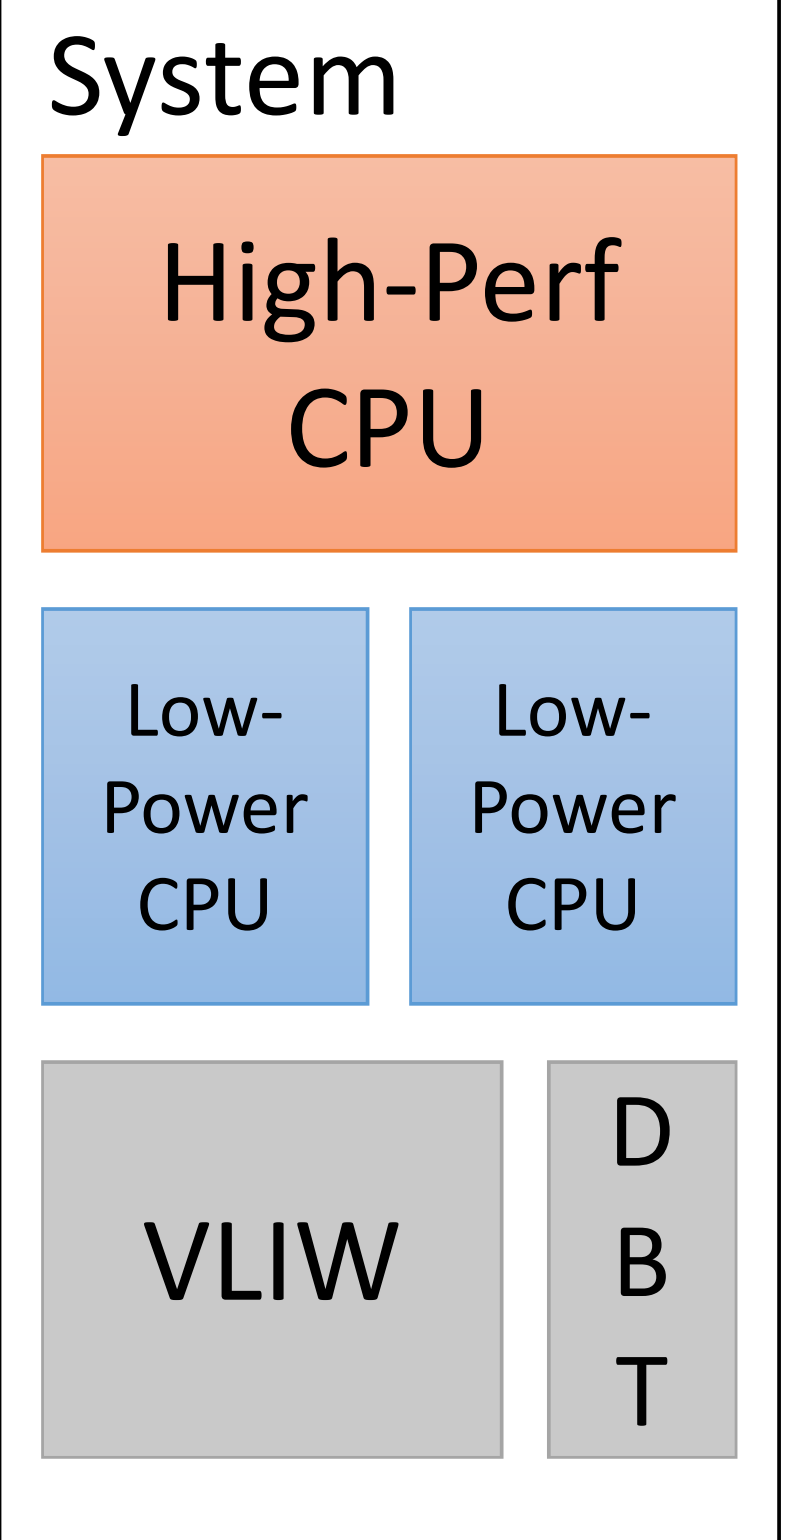 System
High-Perf
CPU
Low-
Power
CPU
Low-
Power
CPU
VLIW
D
B
T